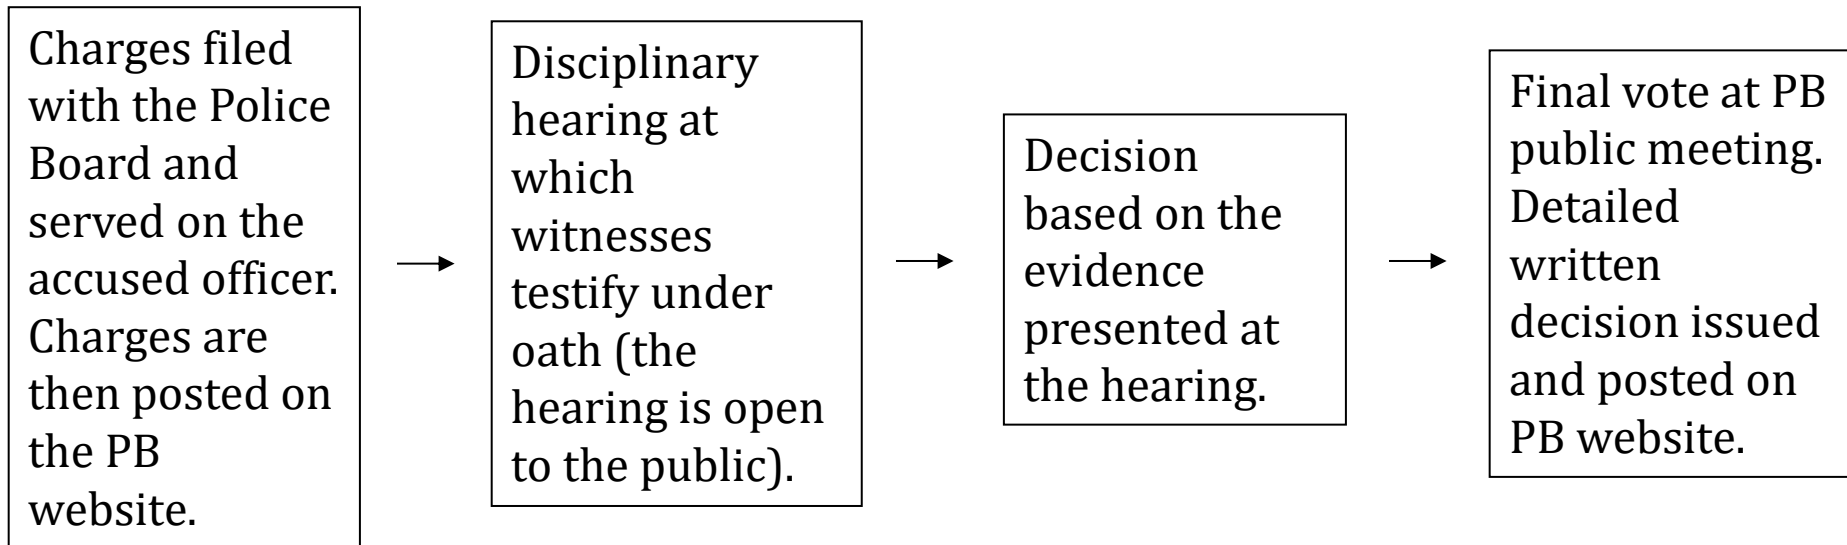 Charges filed
with the Police
Board and
served on the
accused officer.
Charges are
then posted on
the PB
website.
Disciplinary
hearing at
which
witnesses
testify under
oath (the
hearing is open
to the public).
Decision
based on the
evidence
presented at
the hearing.
Final vote at PB
public meeting.
Detailed
written
decision issued
and posted on
PB website.